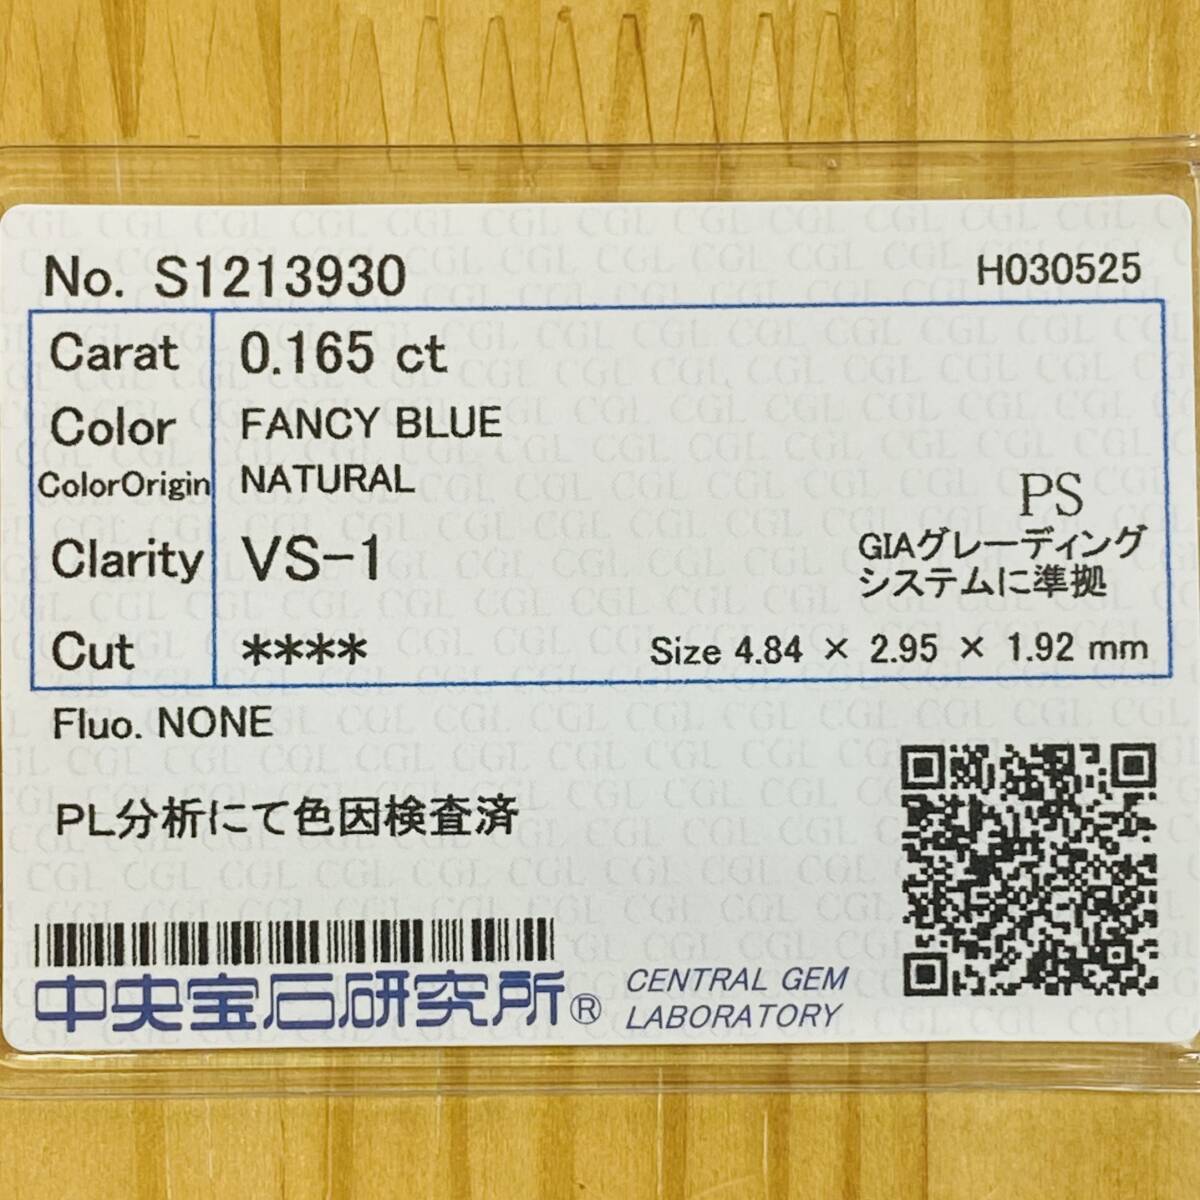 No. S1213930 H030525
Carat 0.165 ct
Color FANCY BLUE
ColorOrigin NATURAL
PS
Clarity VS-1
GIAグレーディング
システムに準拠
Cut **** Size 4.84 × 2.95 × 1.92 mm
Fluo. NONE
PL分析にて色因検査済
中央宝石研究所® CENTRAL GEM
LABORATORY